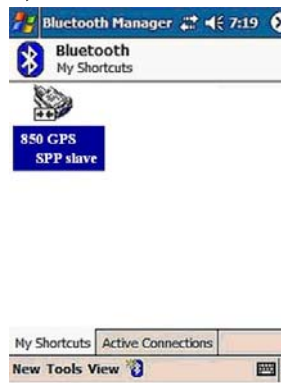 Bluetooth Manager 7:19
Bluetooth
My Shortcuts
850 GPS
SPP slave
My Shortcuts Active Connections
New Tools View